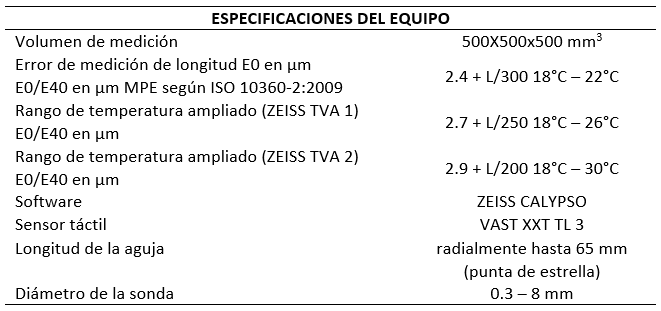 ESPECIFICACIONES DEL EQUIPO
Volumen de medición 500X500x500 mm³
Error de medición de longitud E0 en µm
E0/E40 en µm MPE según ISO 10360-2:2009 2.4 + L/300 18°C – 22°C
Rango de temperatura ampliado (ZEISS TVA 1)
E0/E40 en µm 2.7 + L/250 18°C – 26°C
Rango de temperatura ampliado (ZEISS TVA 2)
E0/E40 en µm 2.9 + L/200 18°C – 30°C
Software ZEISS CALYPSO
Sensor táctil VAST XXT TL 3
Longitud de la aguja radialmente hasta 65 mm
(punta de estrella)
Diámetro de la sonda 0.3 – 8 mm